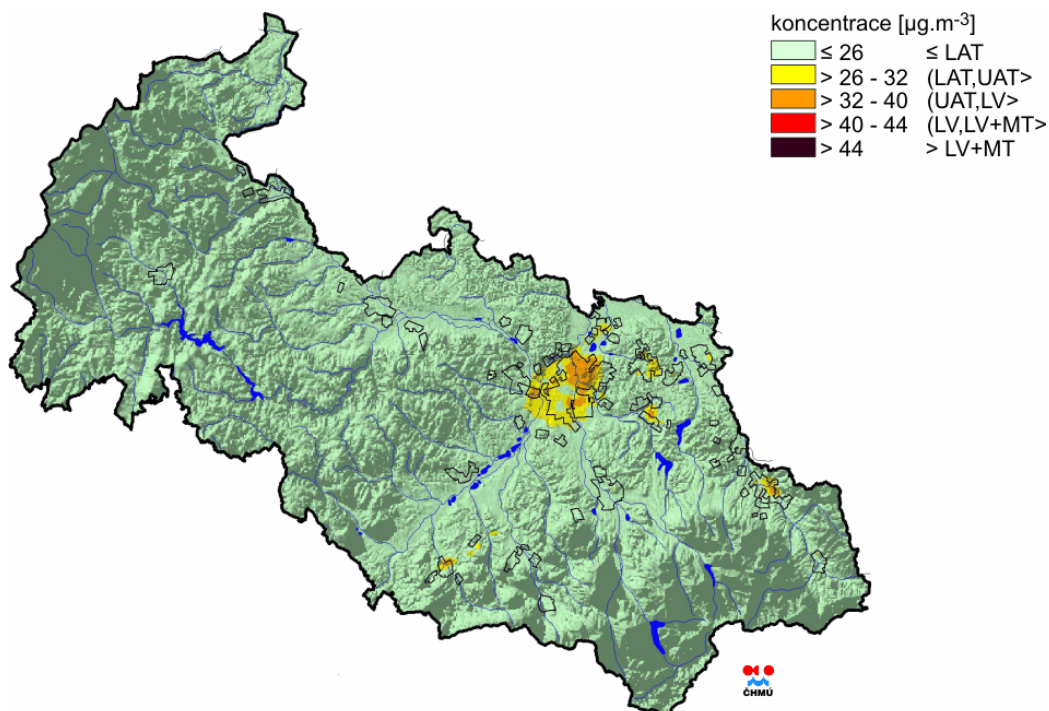 koncentrace [µg.m-3]
≤ 26 ≤ LAT
> 26 - 32 (LAT,UAT>
> 32 - 40 (UAT,LV>
> 40 - 44 (LV,LV+MT>
> 44 > LV+MT
ČHMÚ